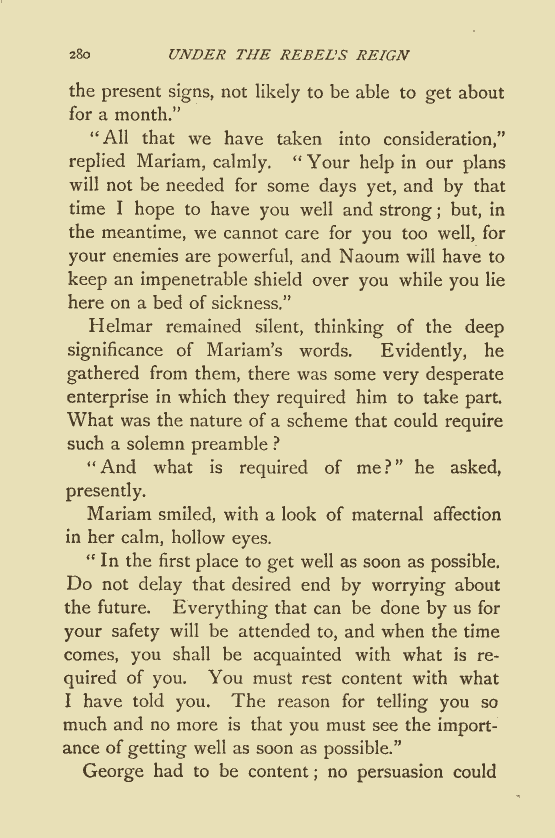 280 UNDER THE REBEL'S REIGN
the present signs, not likely to be able to get about
for a month."
"All that we have taken into consideration,"
replied Mariam, calmly. "Your help in our plans
will not be needed for some days yet, and by that
time I hope to have you well and strong; but, in
the meantime, we cannot care for you too well, for
your enemies are powerful, and Naoum will have to
keep an impenetrable shield over you while you lie
here on a bed of sickness."
Helmar remained silent, thinking of the deep
significance of Mariam's words. Evidently, he
gathered from them, there was some very desperate
enterprise in which they required him to take part.
What was the nature of a scheme that could require
such a solemn preamble?
"And what is required of me?" he asked,
presently.
Mariam smiled, with a look of maternal affection
in her calm, hollow eyes.
"In the first place to get well as soon as possible.
Do not delay that desired end by worrying about
the future. Everything that can be done by us for
your safety will be attended to, and when the time
comes, you shall be acquainted with what is re-
quired of you. You must rest content with what
I have told you. The reason for telling you so
much and no more is that you must see the import-
ance of getting well as soon as possible."
George had to be content; no persuasion could